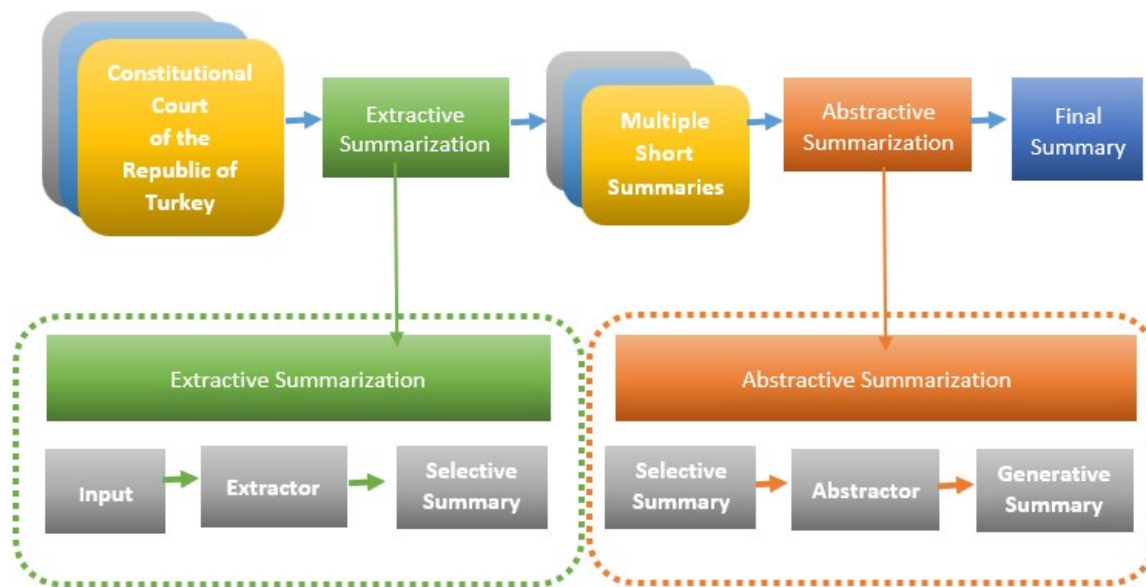 Constitutional
Court
of the
Republic of
Turkey
Extractive
Summarization
Multiple
Short
Summaries
Abstractive
Summarization
Final
Summary
Extractive Summarization
Input
Extractor
Selective
Summary
Abstractive Summarization
Selective
Summary
Abstractor
Generative
Summary